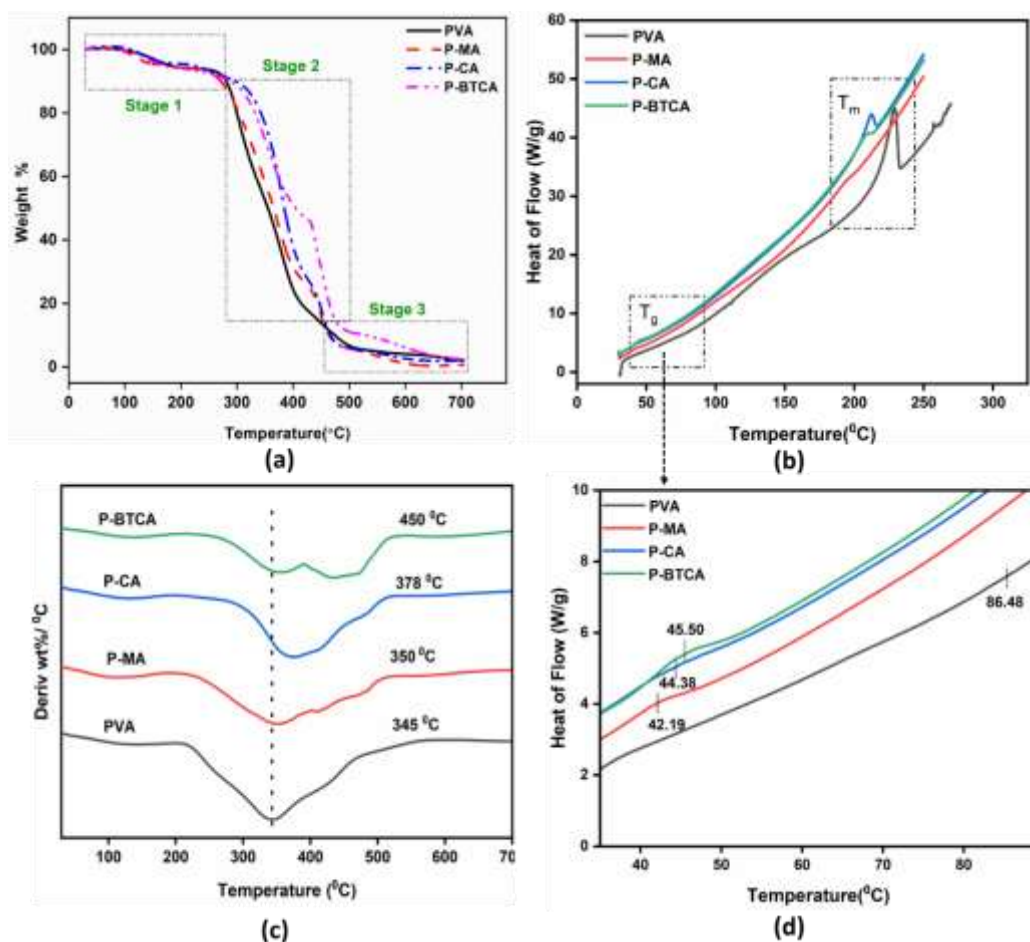 PVA
P-MA
P-CA
P-BTCA
Stage 1
Stage 2
Stage 3
100
80
60
40
20
0
Weight %
0 100 200 300 400 500 600 700
Temperature(°C)
(a)
PVA
P-MA
P-CA
P-BTCA
Tm
Tg
60
50
40
30
20
10
0
Heat of Flow (W/g)
50 100 150 200 250 300
Temperature(⁰C)
(b)
P-BTCA 450 ⁰C
P-CA 378 ⁰C
P-MA 350 ⁰C
PVA 345 ⁰C
Deriv wt%/ ⁰C
100 200 300 400 500 600 70
Temperature (⁰C)
(c)
PVA
P-MA
P-CA
P-BTCA
86.48
45.50
44.38
42.19
10
8
6
4
2
0
Heat of Flow (W/g)
40 50 60 70 80
Temperature(⁰C)
(d)